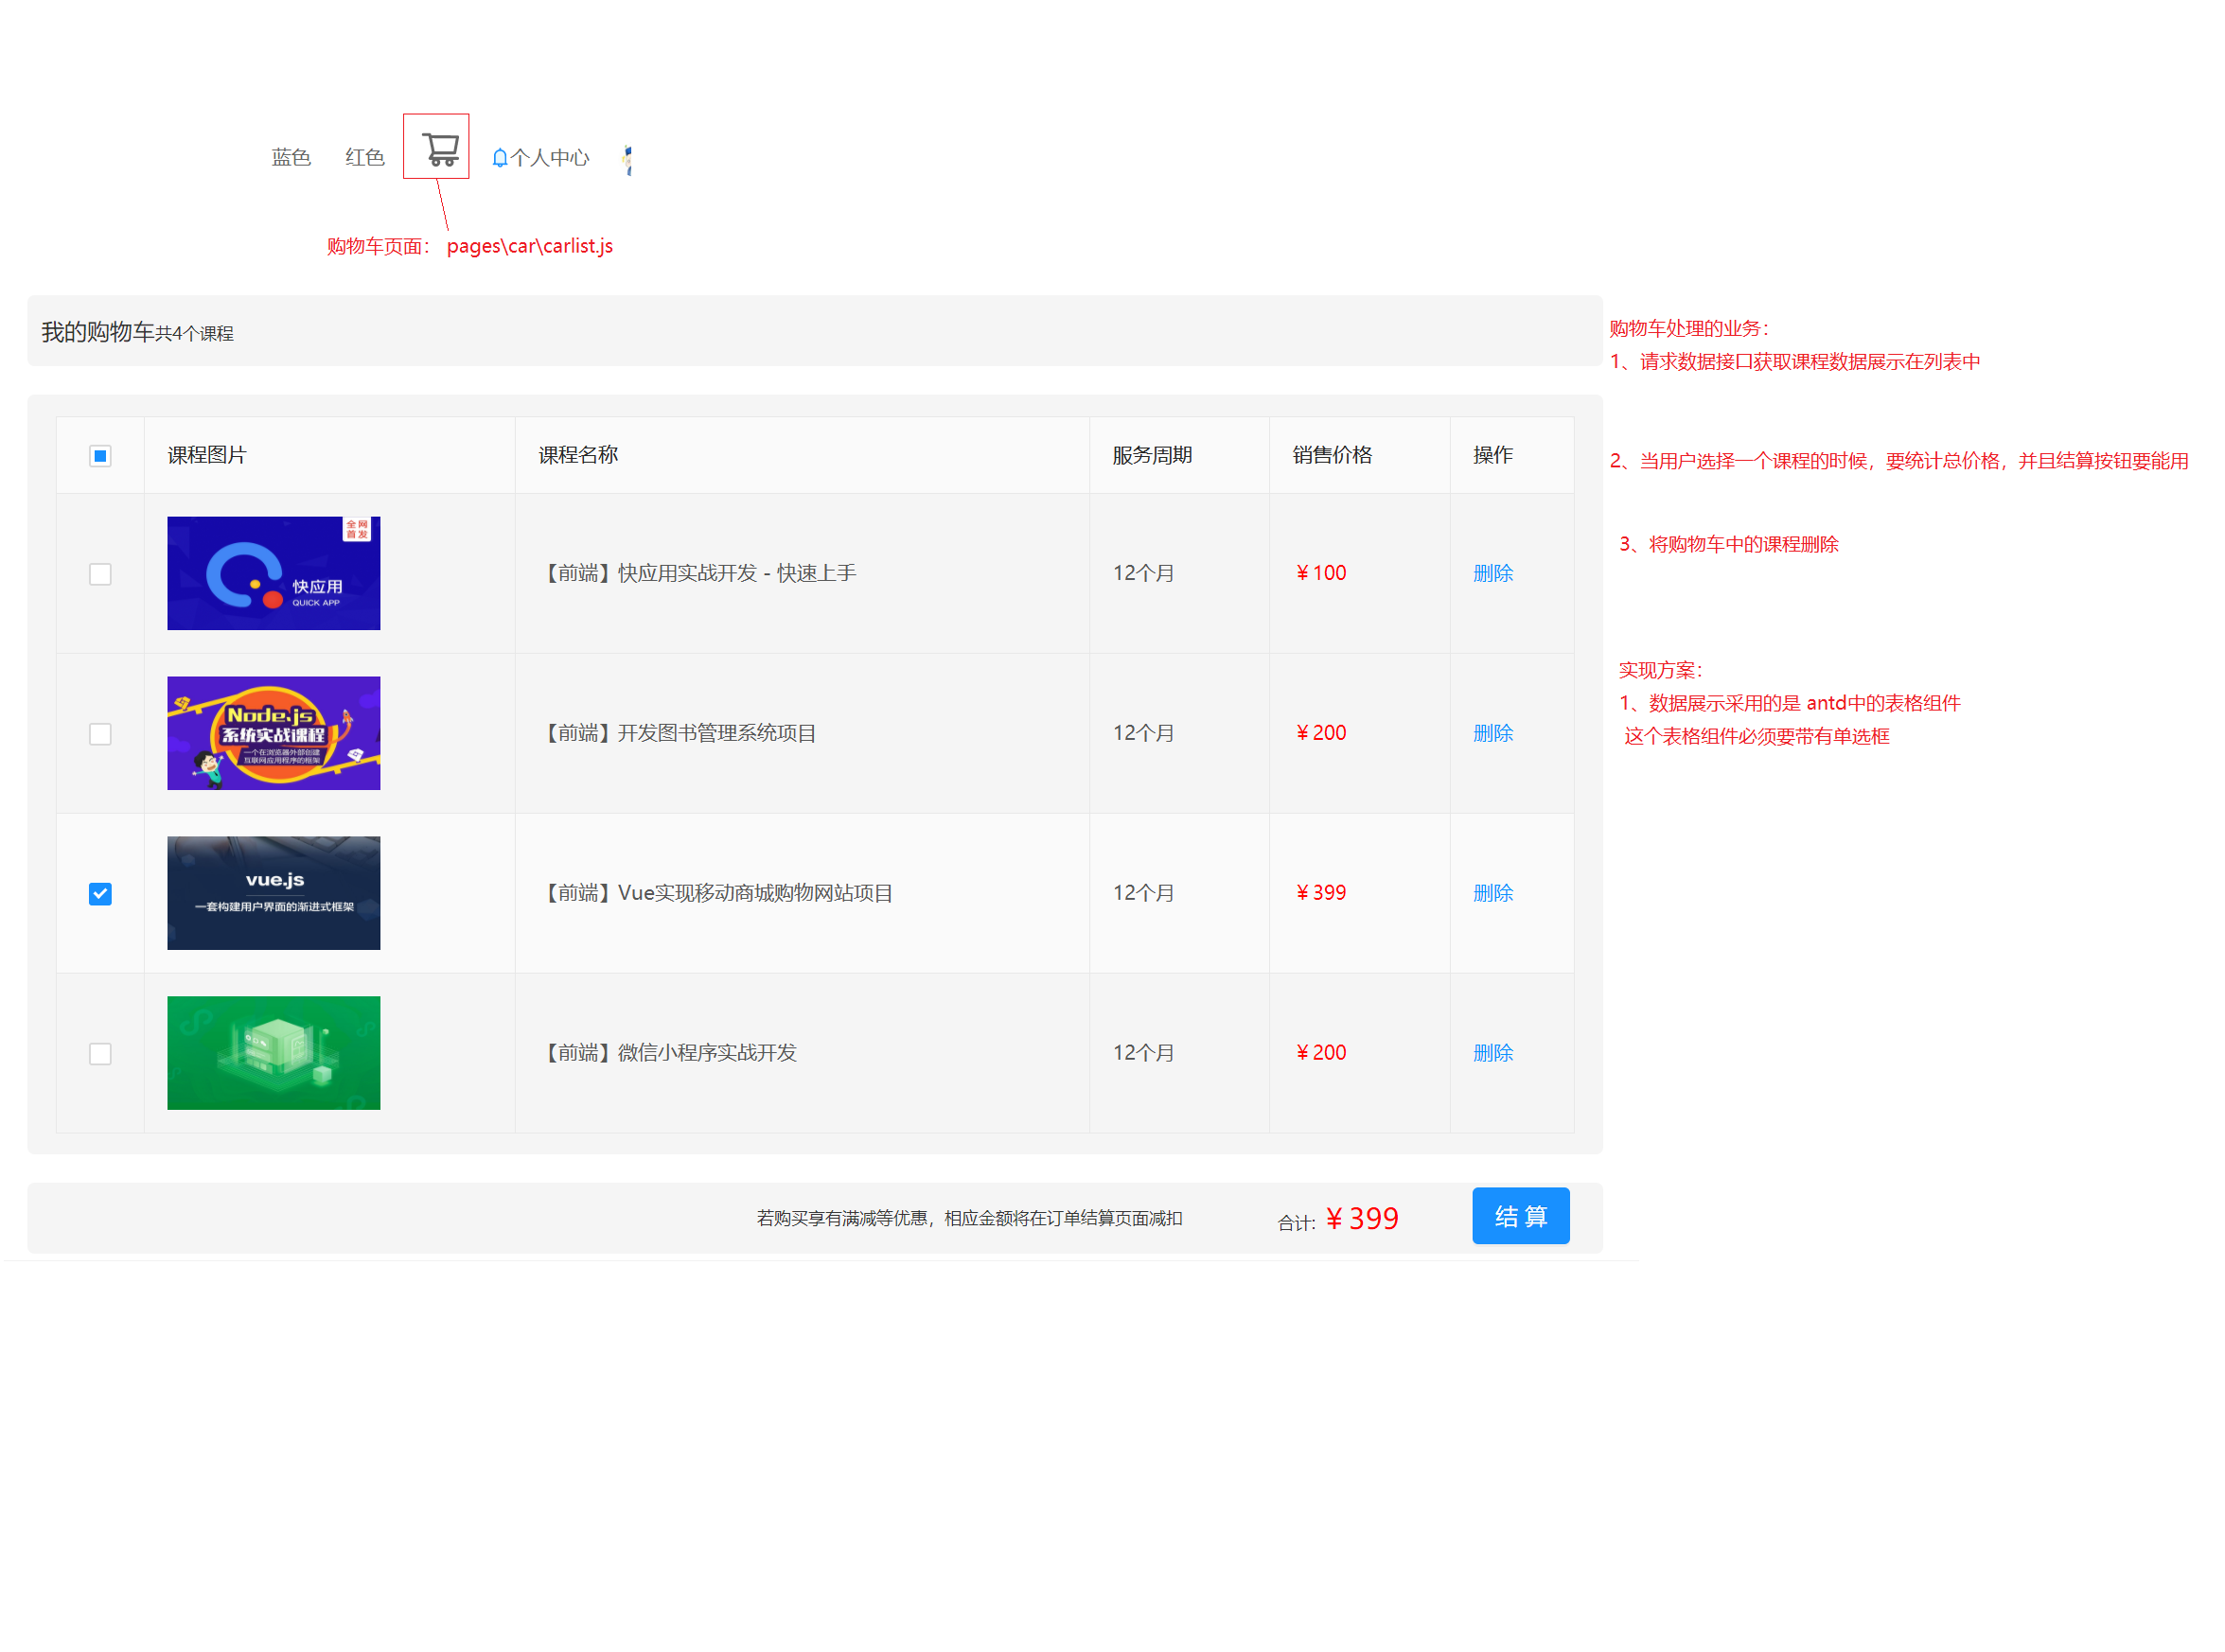 蓝色 红色 个人中心
购物车页面： pages\car\carlist.js
我的购物车共4个课程
购物车处理的业务：
1、请求数据接口获取课程数据展示在列表中
2、当用户选择一个课程的时候，要统计总价格，并且结算按钮要能用
3、将购物车中的课程删除
实现方案：
1、数据展示采用的是 antd中的表格组件
这个表格组件必须要带有单选框
课程图片 课程名称 服务周期 销售价格 操作
全网
首发
快应用
QUICK APP
【前端】快应用实战开发 - 快速上手 12个月 ￥100 删除
Node.js
系统实战课程
一个在浏览器外部创建
互联网应用程序的框架
【前端】开发图书管理系统项目 12个月 ￥200 删除
vue.js
一套构建用户界面的渐进式框架
【前端】Vue实现移动商城购物网站项目 12个月 ￥399 删除
【前端】微信小程序实战开发 12个月 ￥200 删除
若购买享有满减等优惠，相应金额将在订单结算页面减扣 合计: ￥399 结 算